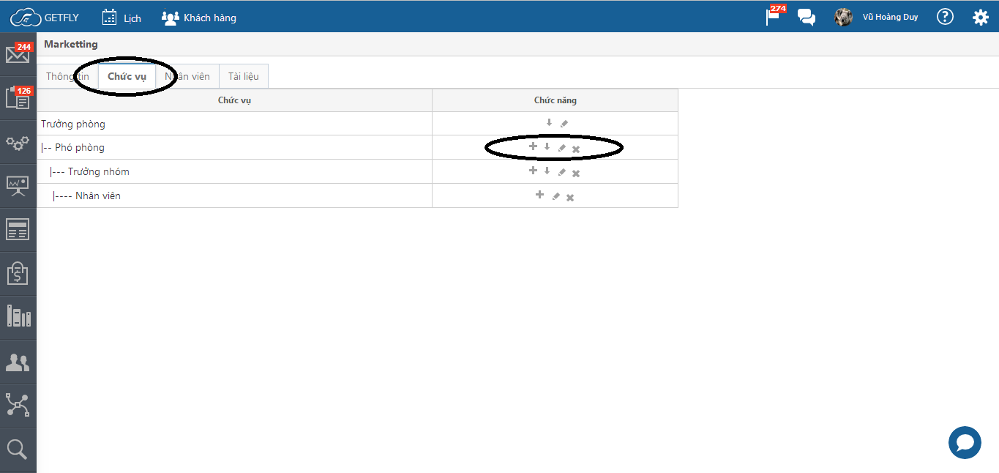 GETFLY Lịch Khách hàng 274 Vũ Hoàng Duy ?
244
126
Marketting
Thông tin Chức vụ Nhân viên Tài liệu
Chức vụ Chức năng
Trưởng phòng
|-- Phó phòng
|--- Trưởng nhóm
|---- Nhân viên